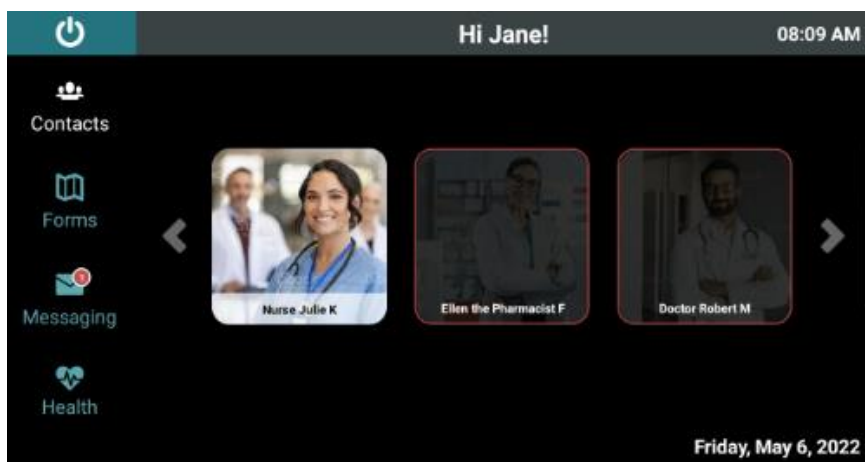 Hi Jane!
08:09 AM
Contacts
Forms
Messaging
Health
Nurse Julie K
Ellen the Pharmacist F
Doctor Robert M
Friday, May 6, 2022